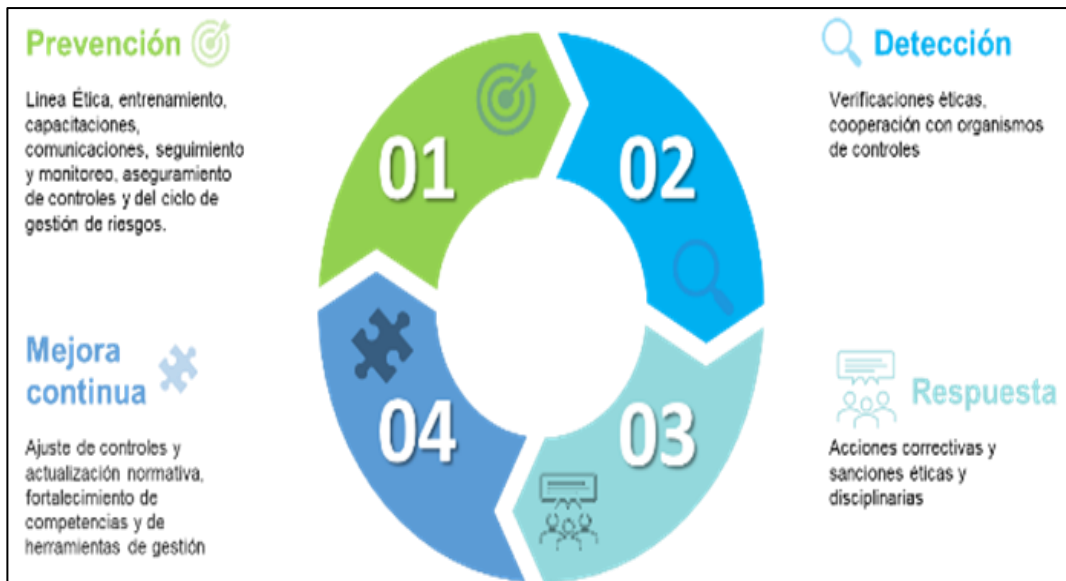 Prevención
Linea Ética, entrenamiento,
capacitaciones,
comunicaciones, seguimiento
y monitoreo, aseguramiento
de controles y del ciclo de
gestión de riesgos.
01
02
Detección
Verificaciones éticas,
cooperación con organismos
de controles
Mejora
continua
Ajuste de controles y
actualización normativa,
fortalecimiento de
competencias y de
herramientas de gestión
04
03
Respuesta
Acciones correctivas y
sanciones éticas y
disciplinarias